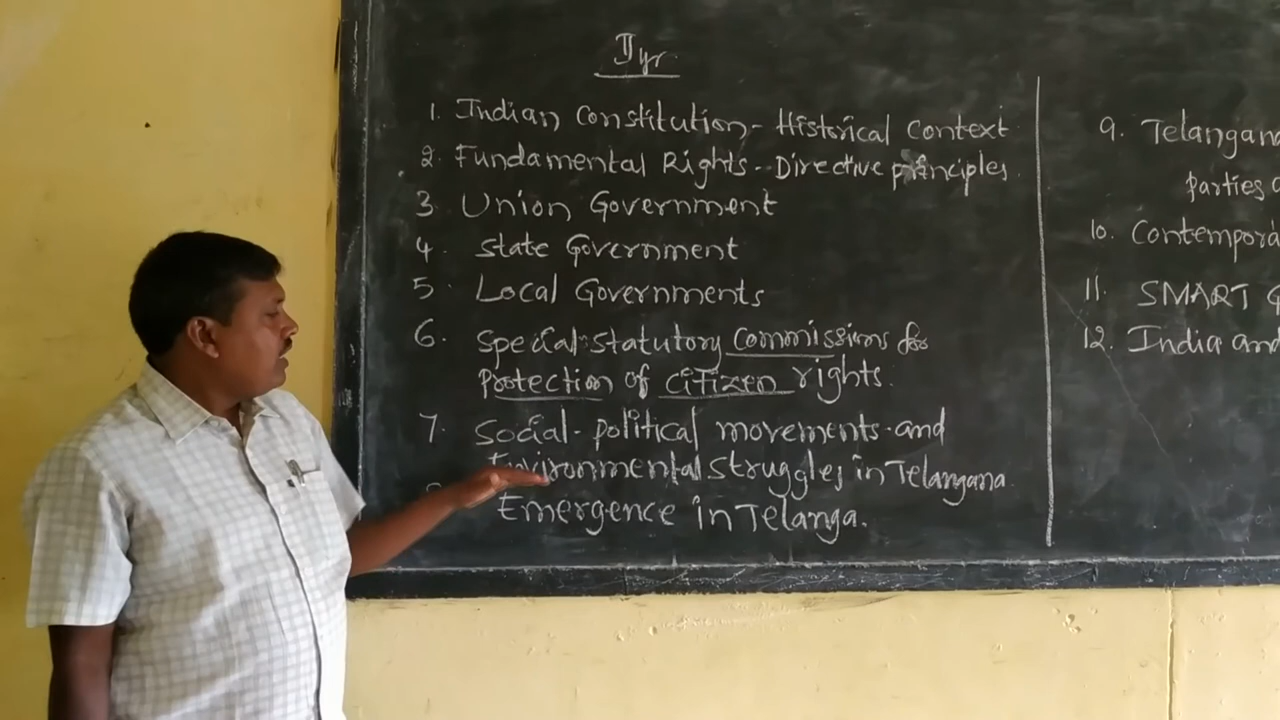 II yr.
1. Indian Constitution - Historical Context
2. Fundamental Rights - Directive principles.
3. Union Government
4. State Government
5. Local Governments
6. Special Statutory Commissions for
protection of citizen rights.
7. Social-political movements and
Environmental struggles in Telangana.
Emergence in Telanga.
9. Telangana
parties
10. Contempora
11. SMART
12. India and